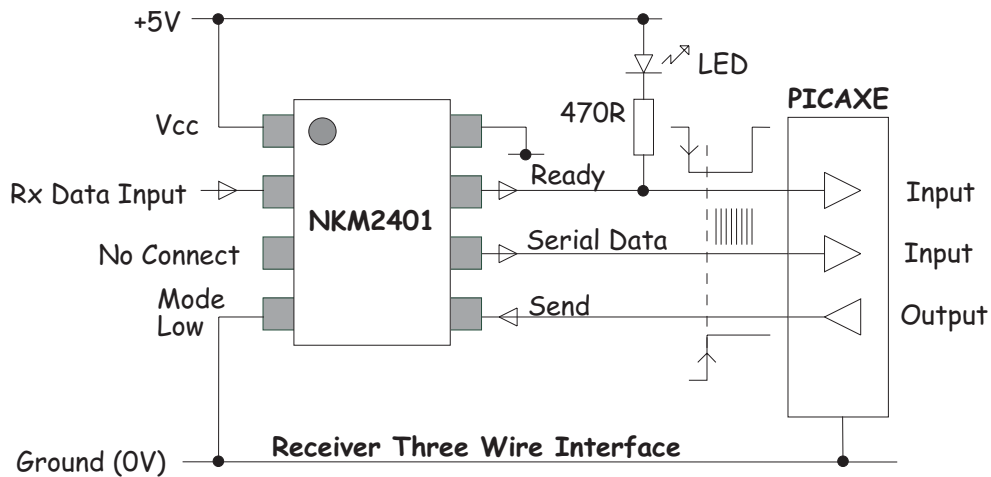 +5V
LED
PICAXE
470R
Vcc
Ready
Rx Data Input
Input
NKM2401
Serial Data
No Connect
Input
Mode
Low
Send
Output
Receiver Three Wire Interface
Ground (0V)